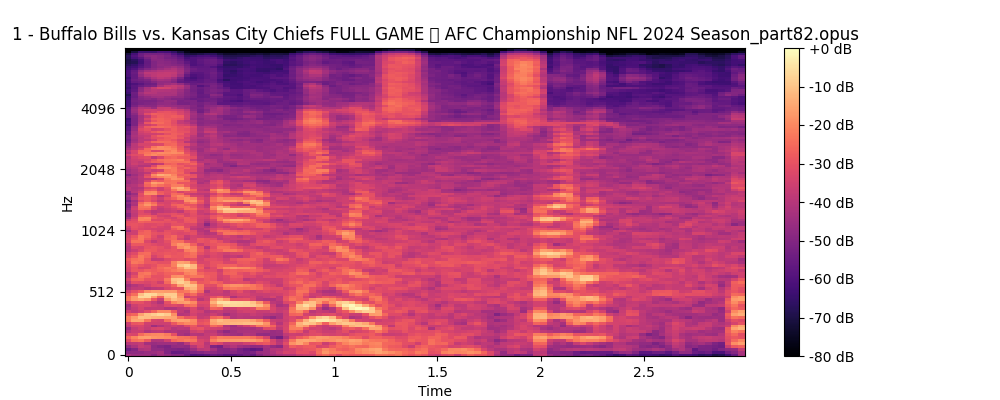 1 - Buffalo Bills vs. Kansas City Chiefs FULL GAME ▯ AFC Championship NFL 2024 Season_part82.opus
+0 dB
-10 dB
-20 dB
-30 dB
-40 dB
-50 dB
-60 dB
-70 dB
-80 dB
4096
2048
1024
512
0
Hz
0
0.5
1
1.5
2
2.5
Time